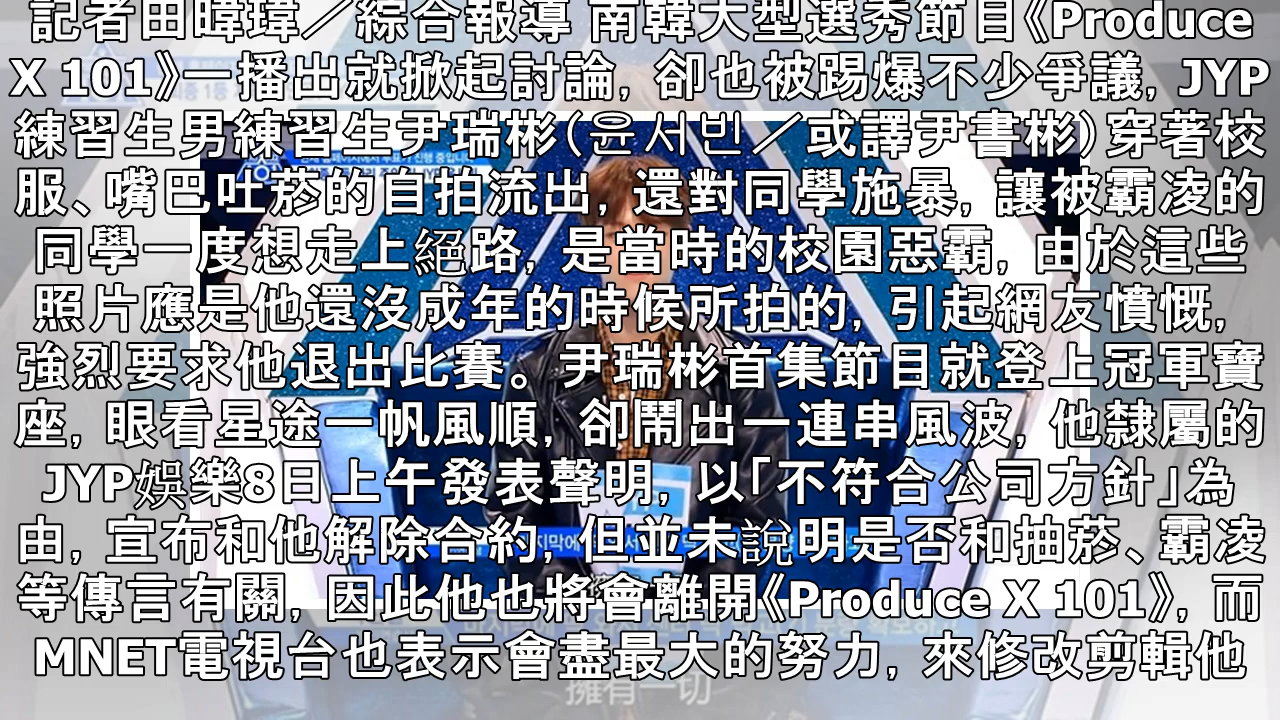 記者田暐瑋／綜合報導 南韓大型選秀節目《Produce
X 101》一播出就掀起討論, 卻也被踢爆不少爭議, JYP
練習生男練習生尹瑞彬(윤서빈／或譯尹書彬)穿著校
服、嘴巴吐菸的自拍流出, 還對同學施暴, 讓被霸凌的
同學一度想走上絕路, 是當時的校園惡霸, 由於這些
照片應是他還沒成年的時候所拍的, 引起網友憤慨,
強烈要求他退出比賽。尹瑞彬首集節目就登上冠軍寶
座, 眼看星途一帆風順, 卻鬧出一連串風波, 他隸屬的
JYP娛樂8日上午發表聲明, 以「不符合公司方針」為
由, 宣布和他解除合約, 但並未說明是否和抽菸、霸凌
等傳言有關, 因此他也將會離開《Produce X 101》, 而
MNET電視台也表示會盡最大的努力, 來修改剪輯他
擁有一切